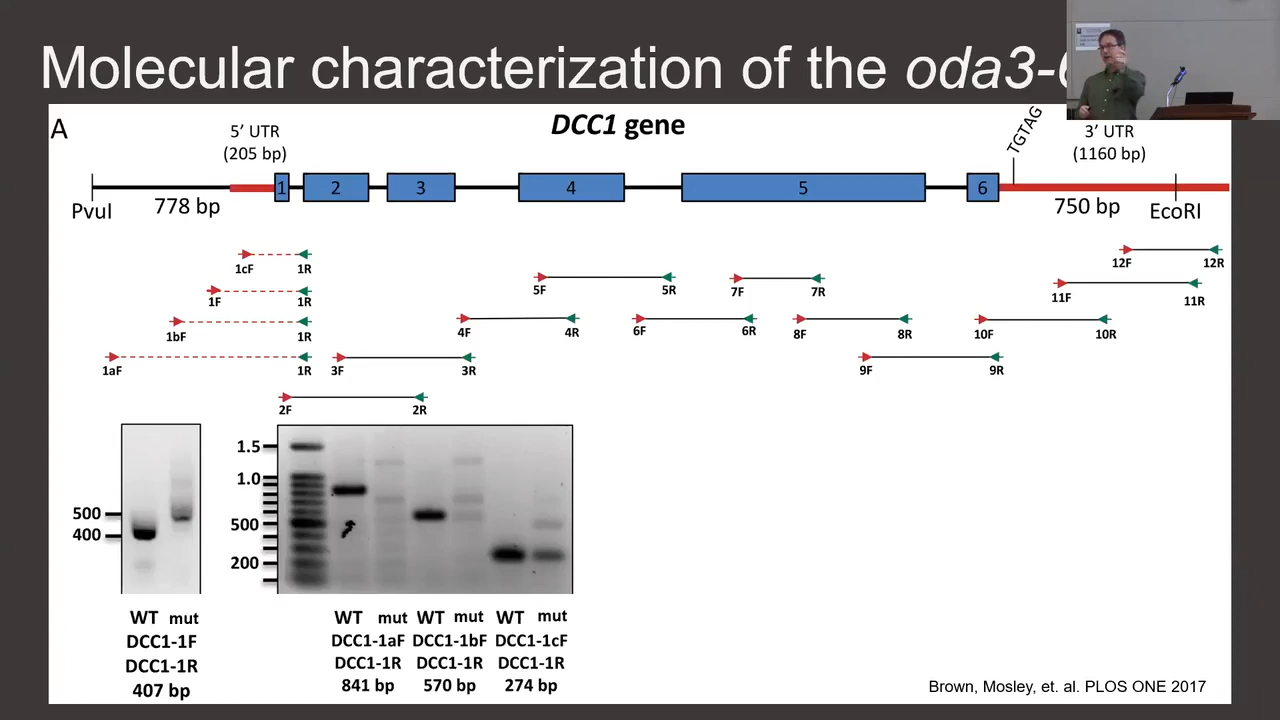 Molecular characterization of the oda3-
A
DCC1 gene
5’ UTR
(205 bp)
TGTAG
3’ UTR
(1160 bp)
1 2 3 4 5 6
PvuI
778 bp
750 bp
EcoRI
1cF 1R
12F 12R
1F 1R
5F 5R
7F 7R
11F 11R
1bF 1R
4F 4R
6F 6R
8F 8R
10F 10R
1aF 1R
3F 3R
9F 9R
2F 2R
500
400
1.5
1.0
500
200
WT mut
DCC1-1F
DCC1-1R
407 bp
WT mut WT mut WT mut
DCC1-1aF DCC1-1bF DCC1-1cF
DCC1-1R DCC1-1R DCC1-1R
841 bp 570 bp 274 bp
Brown, Mosley, et. al. PLOS ONE 2017